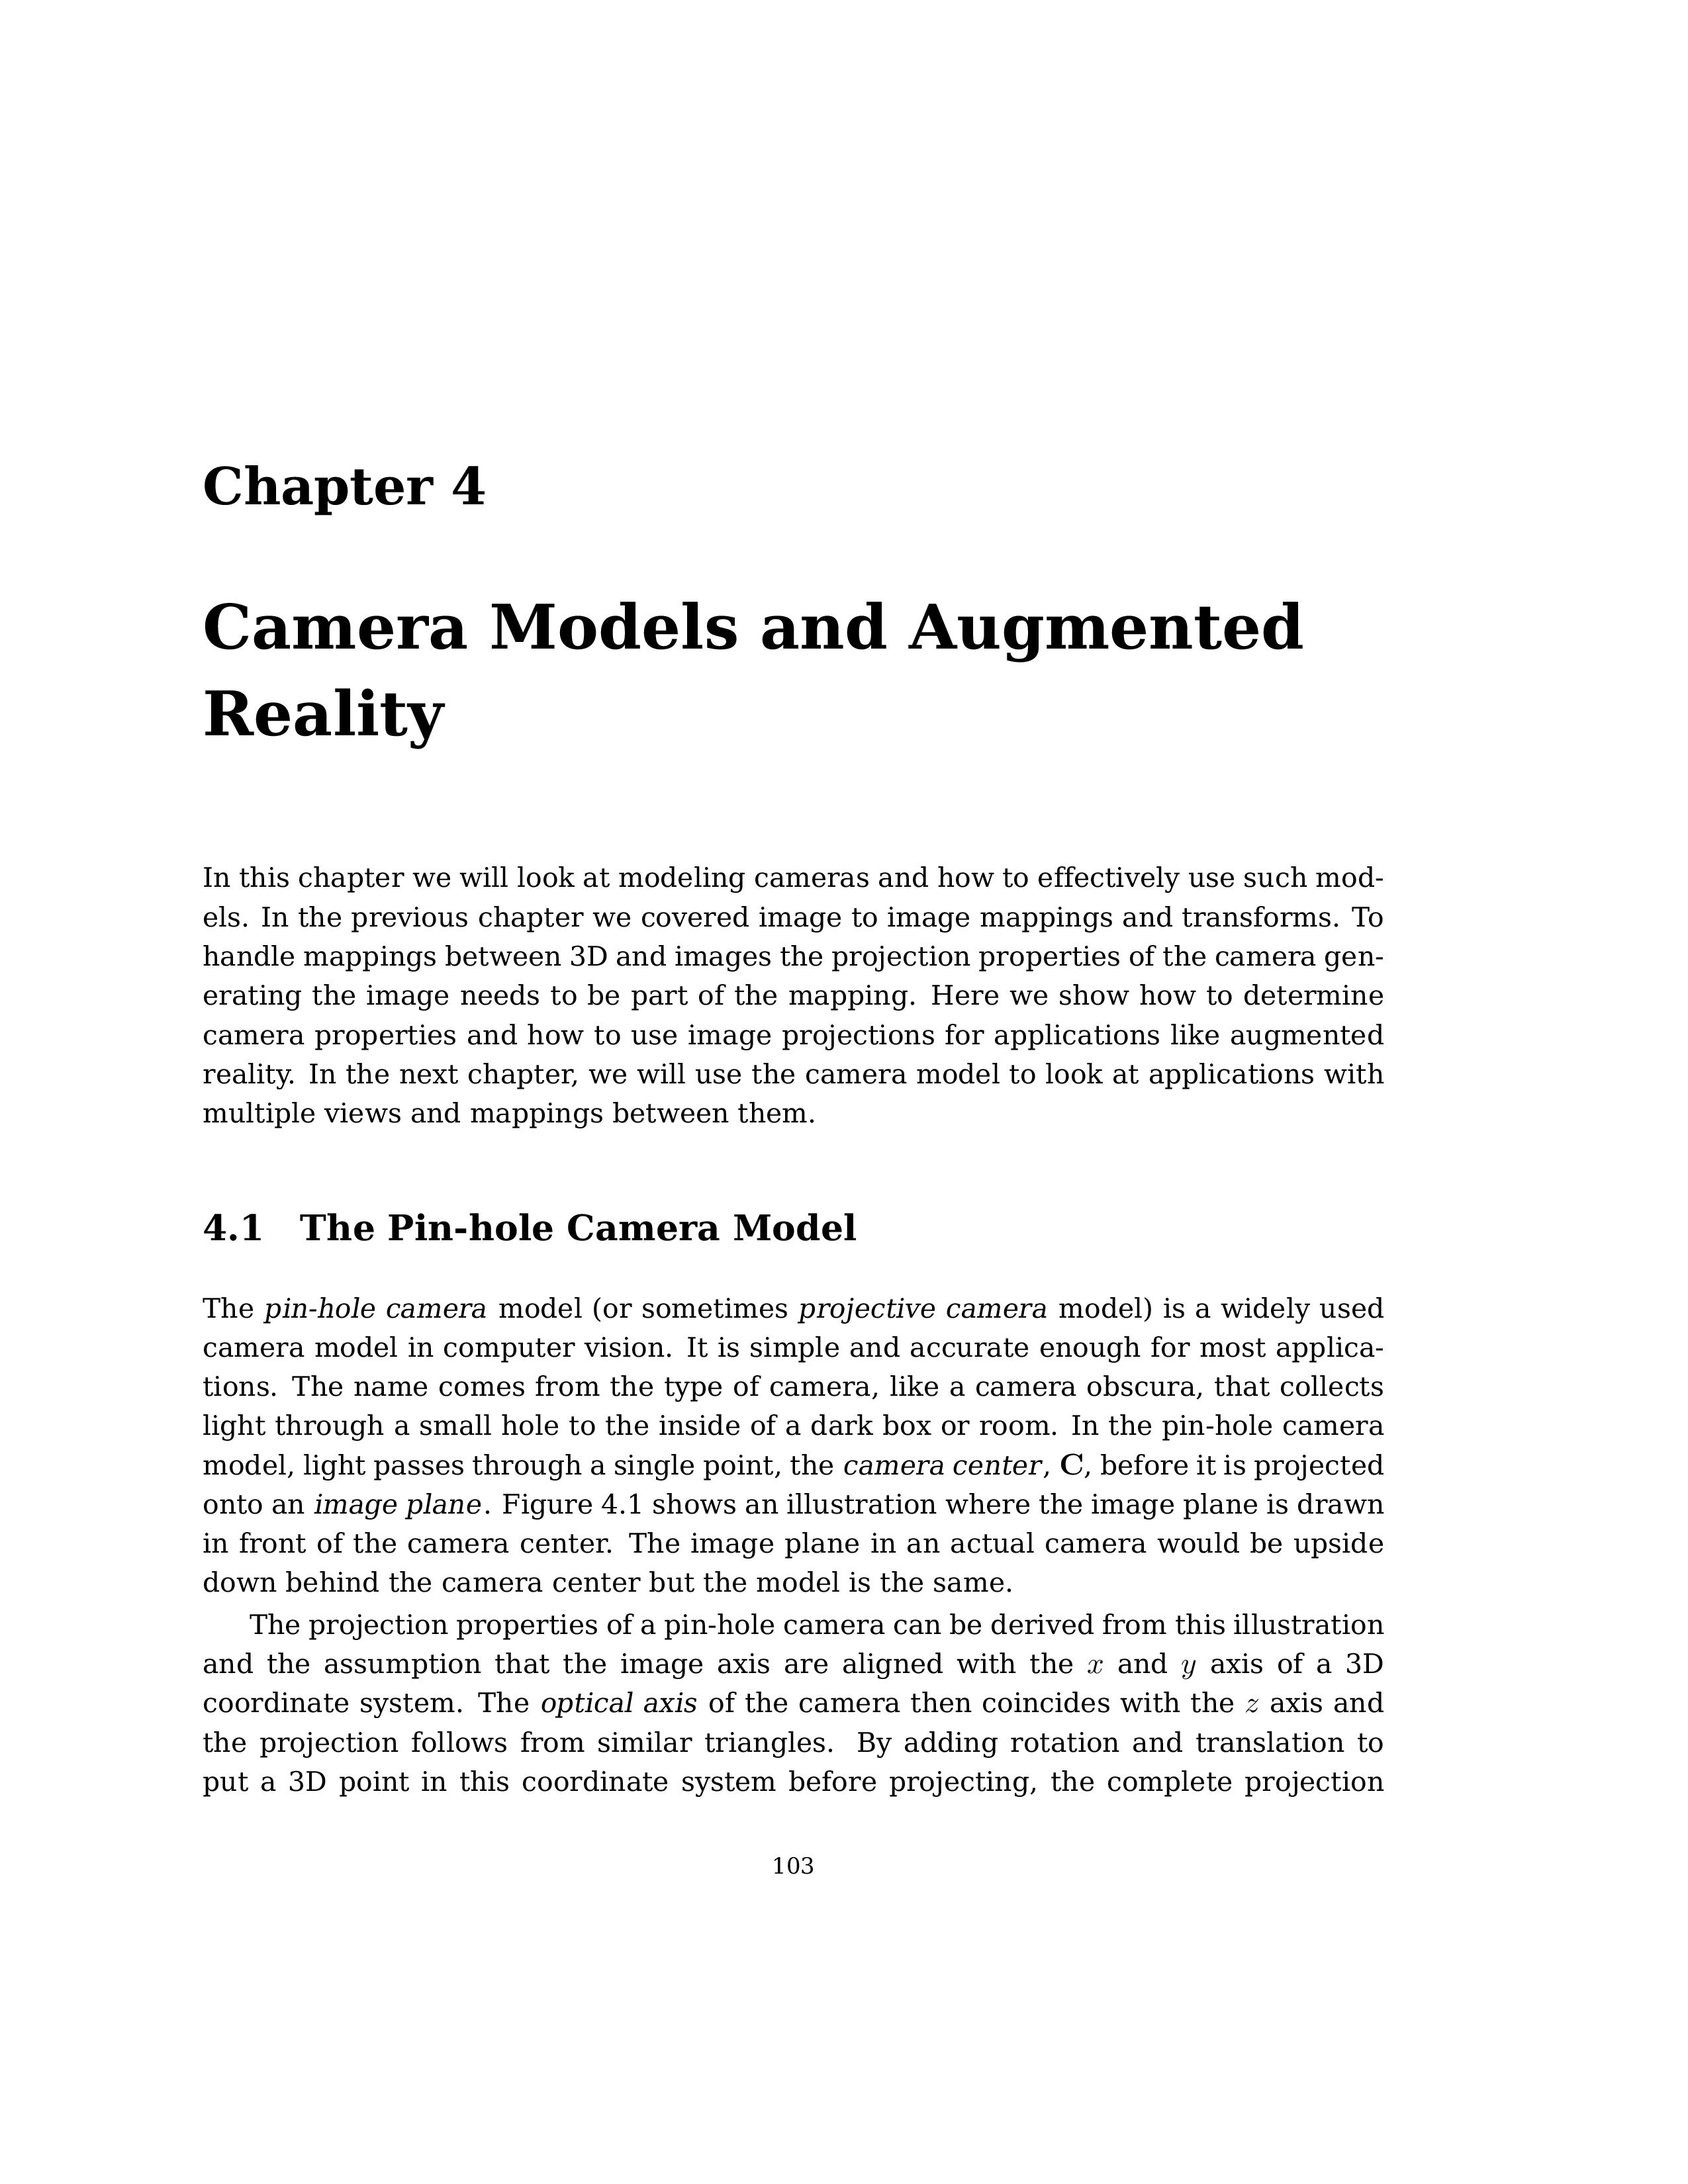 Chapter 4
Camera Models and Augmented
Reality
In this chapter we will look at modeling cameras and how to effectively use such mod-
els. In the previous chapter we covered image to image mappings and transforms. To
handle mappings between 3D and images the projection properties of the camera gen-
erating the image needs to be part of the mapping. Here we show how to determine
camera properties and how to use image projections for applications like augmented
reality. In the next chapter, we will use the camera model to look at applications with
multiple views and mappings between them.
4.1 The Pin-hole Camera Model
The pin-hole camera model (or sometimes projective camera model) is a widely used
camera model in computer vision. It is simple and accurate enough for most applica-
tions. The name comes from the type of camera, like a camera obscura, that collects
light through a small hole to the inside of a dark box or room. In the pin-hole camera
model, light passes through a single point, the camera center, C, before it is projected
onto an image plane. Figure 4.1 shows an illustration where the image plane is drawn
in front of the camera center. The image plane in an actual camera would be upside
down behind the camera center but the model is the same.
The projection properties of a pin-hole camera can be derived from this illustration
and the assumption that the image axis are aligned with the x and y axis of a 3D
coordinate system. The optical axis of the camera then coincides with the z axis and
the projection follows from similar triangles. By adding rotation and translation to
put a 3D point in this coordinate system before projecting, the complete projection
103